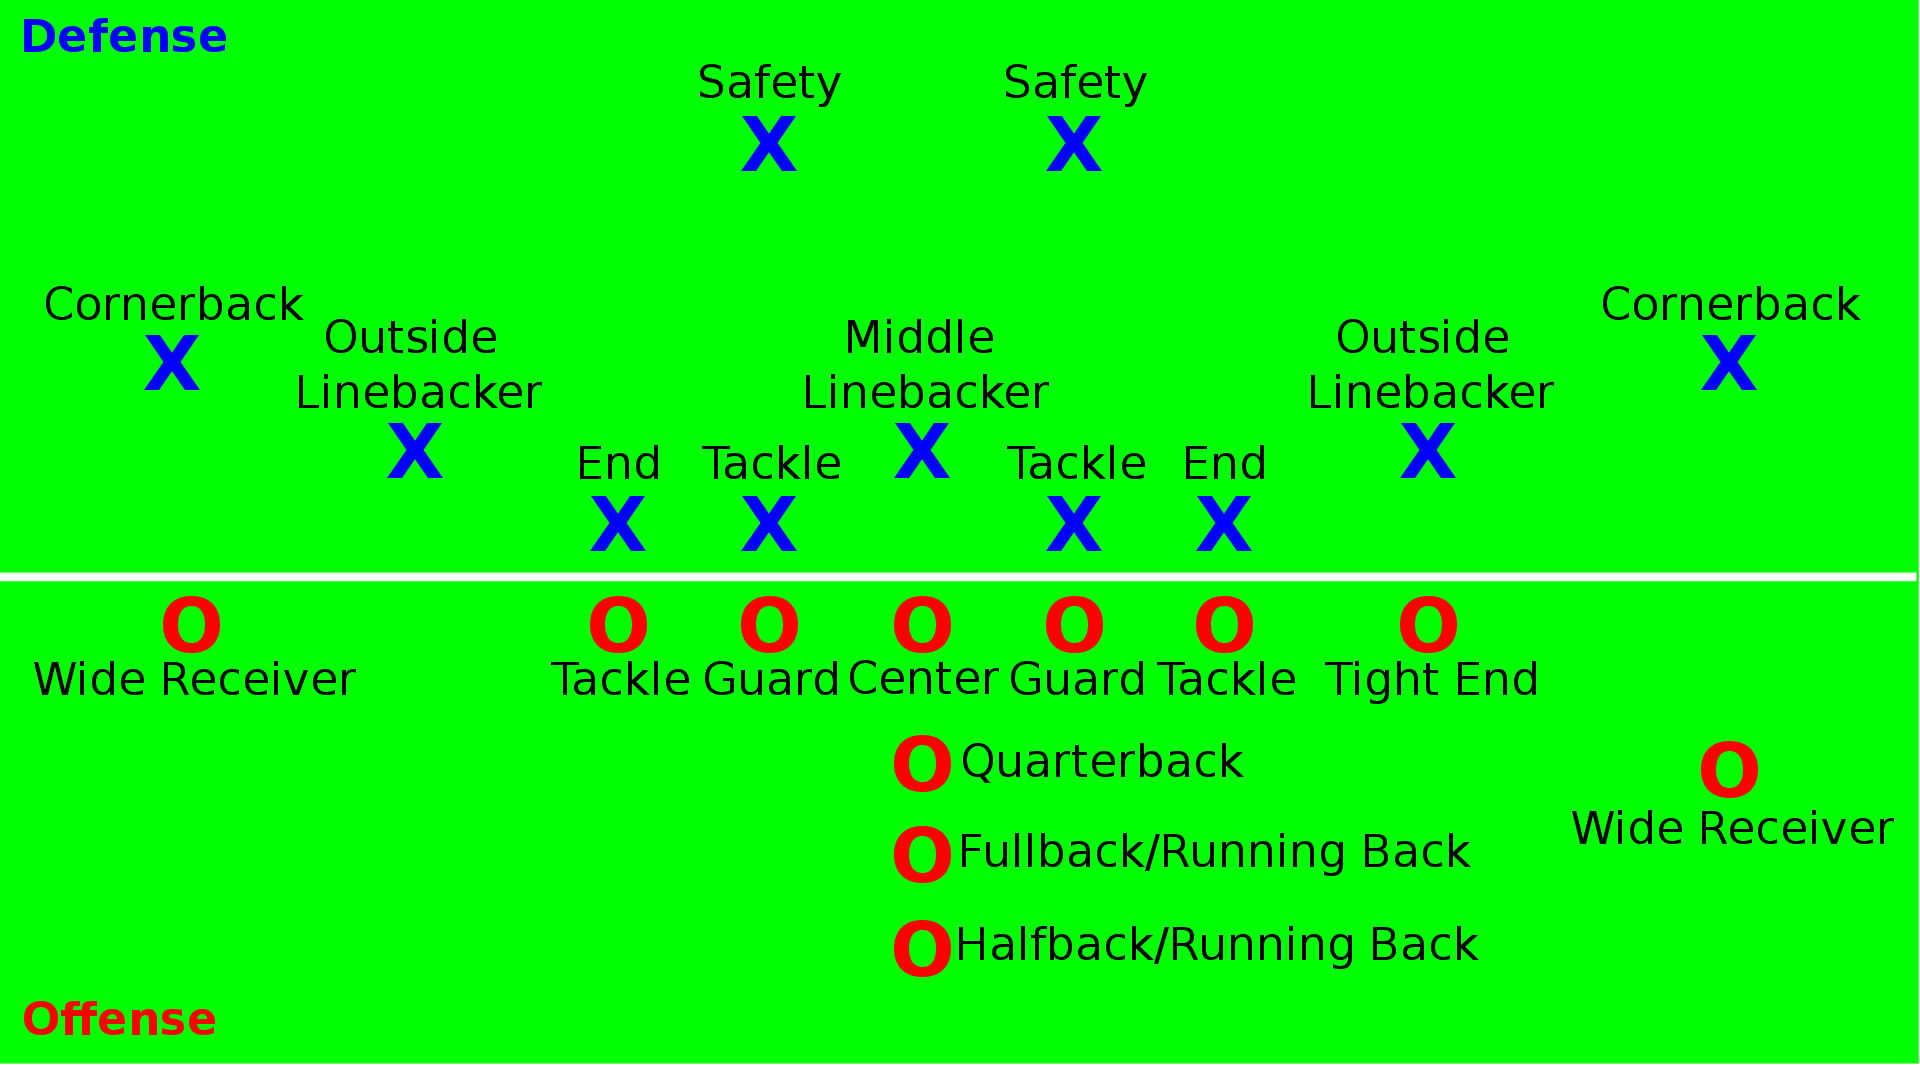 Defense
Safety Safety
X X
Cornerback Cornerback
X X
Outside Middle Outside
Linebacker Linebacker Linebacker
X X X
End Tackle Tackle End
X X X X
O O O O O O O
Wide Receiver Tackle Guard Center Guard Tackle Tight End
O Quarterback
O
Wide Receiver
O Fullback/Running Back
O Halfback/Running Back
Offense